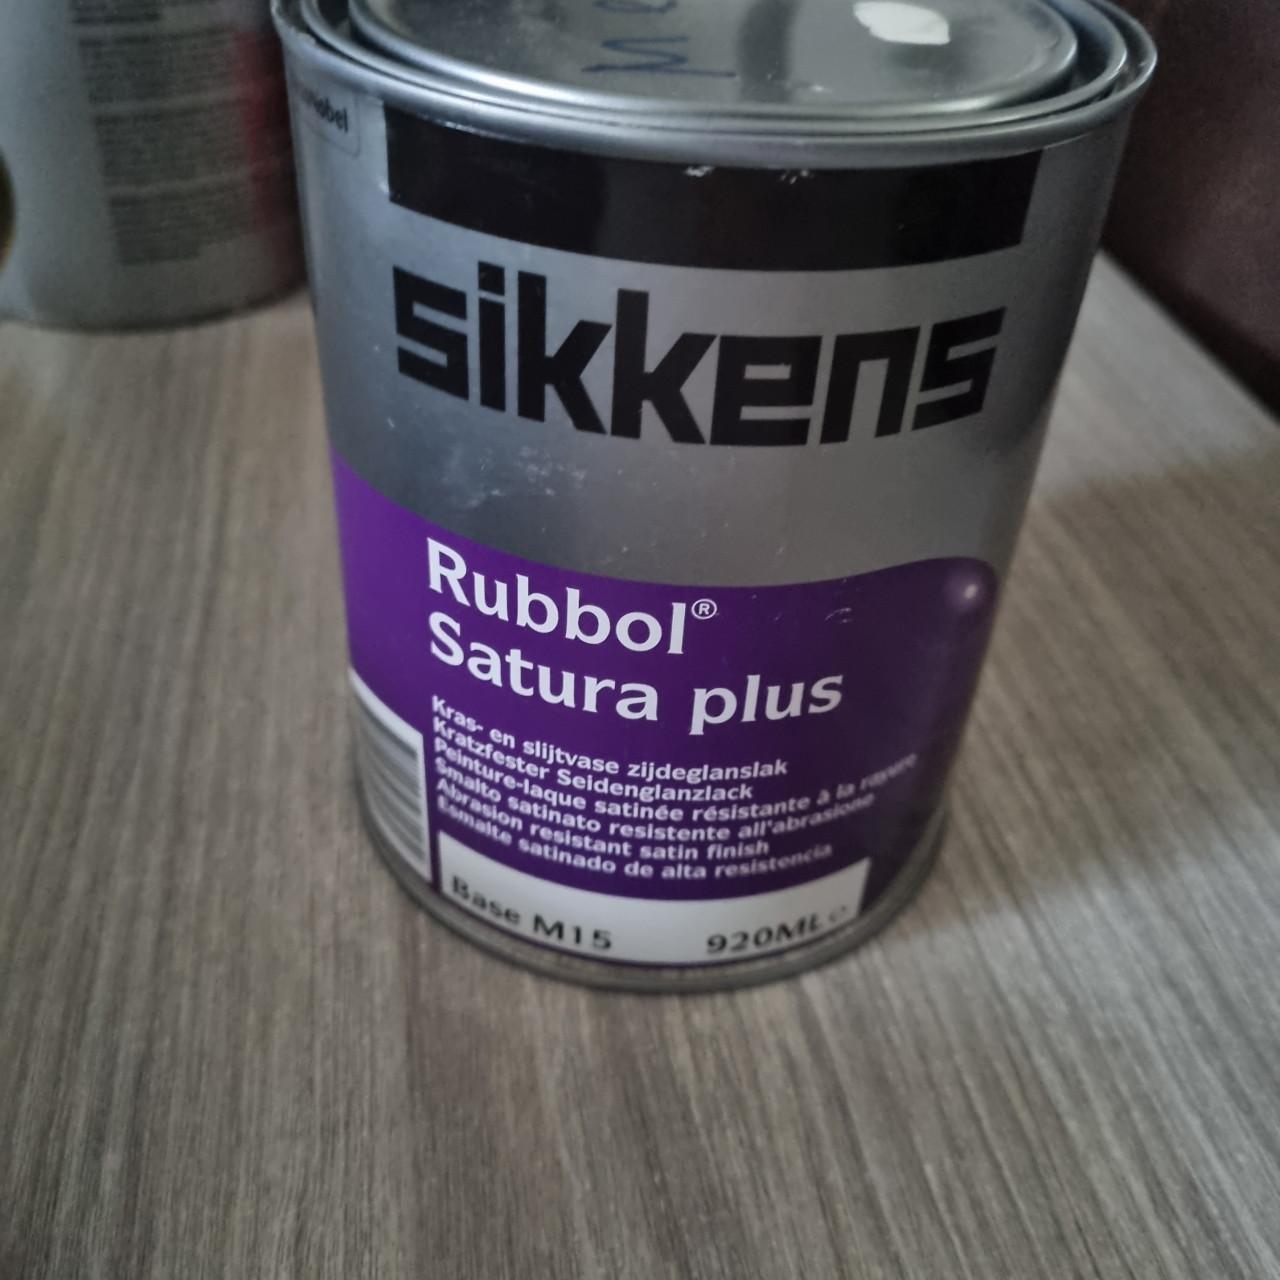 sikkens
Rubbol®
Satura plus
Kras- en slijtvase zijdeglanslak
Kratzfester Seidenglanzlack
Peinture-laque satinée résistante à la rayure
Smalto satinato resistente all'abrasione
Abrasion resistant satin finish
Esmalte satinado de alta resistencia
Base M15 920ML ℮